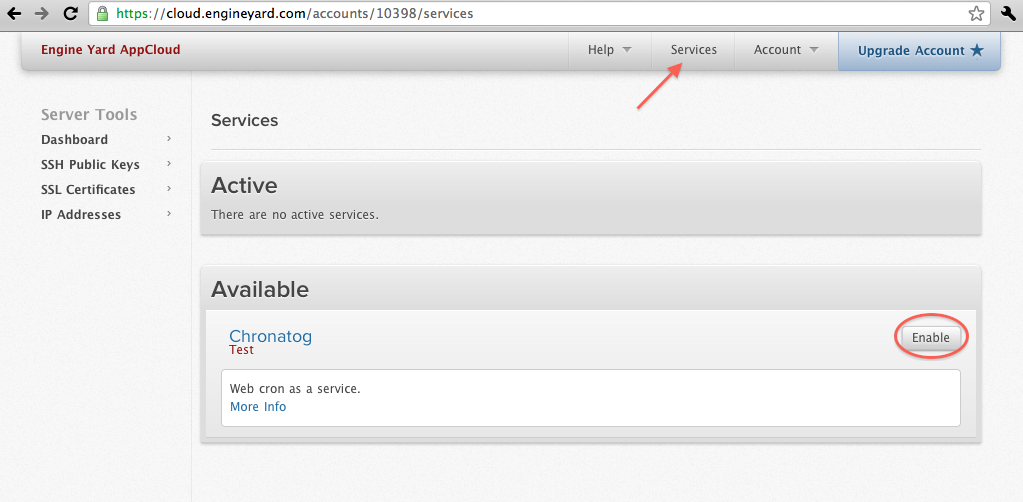 https://cloud.engineyard.com/accounts/10398/services
Engine Yard AppCloud
Help
Services
Account
Upgrade Account ★
Server Tools
Dashboard
SSH Public Keys
SSL Certificates
IP Addresses
Services
Active
There are no active services.
Available
Chronatog
Test
Enable
Web cron as a service.
More Info